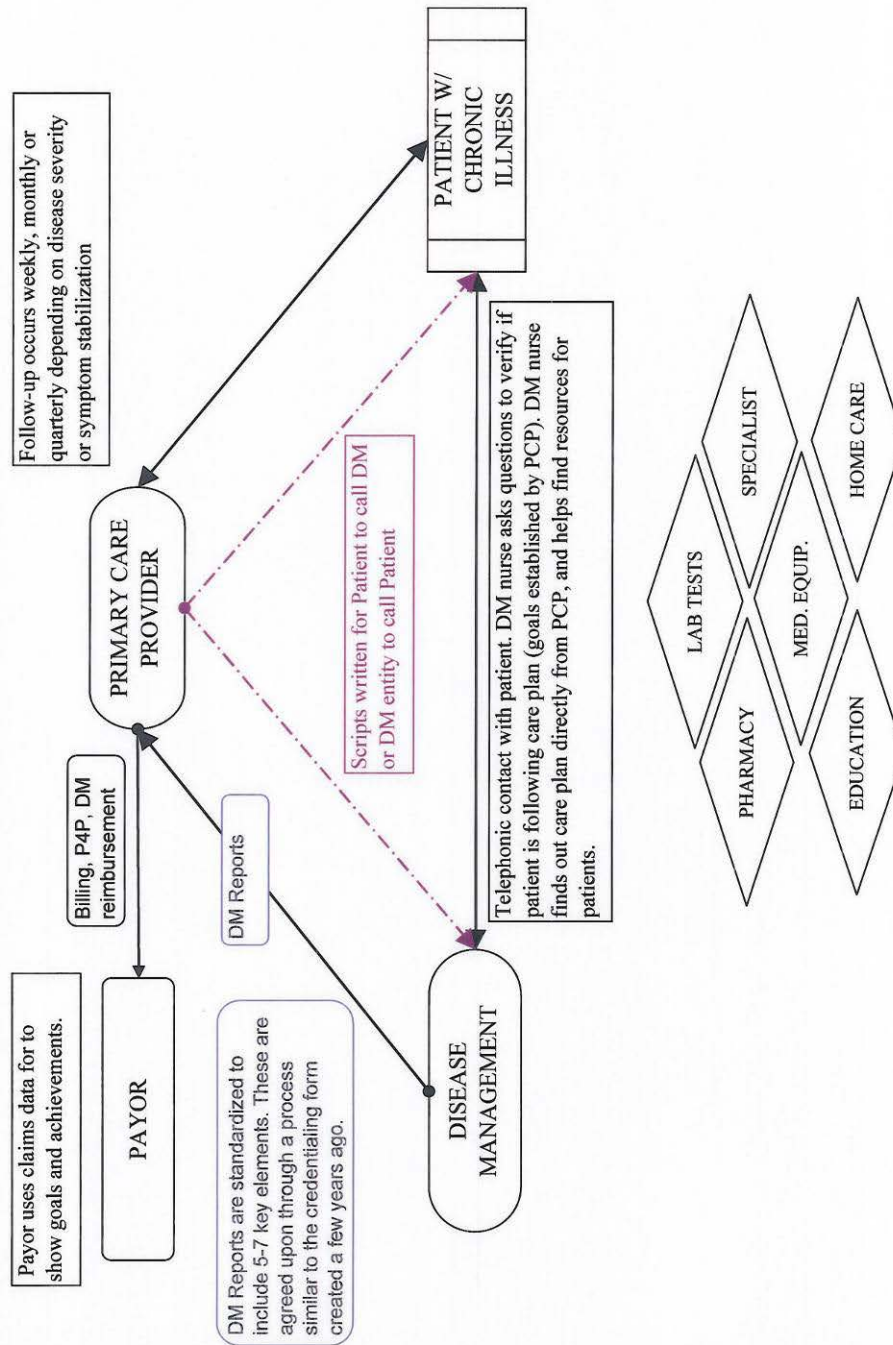 Payor uses claims data for to
show goals and achievements.
PAYOR
Billing, P4P, DM
reimbursement
PRIMARY CARE
PROVIDER
Follow-up occurs weekly, monthly or
quarterly depending on disease severity
or symptom stabilization
DM Reports are standardized to
include 5-7 key elements. These are
agreed upon through a process
similar to the credentialing form
created a few years ago.
DM Reports
Scripts written for Patient to call DM
or DM entity to call Patient
DISEASE
MANAGEMENT
Telephonic contact with patient. DM nurse asks questions to verify if
patient is following care plan (goals established by PCP). DM nurse
finds out care plan directly from PCP, and helps find resources for
patients.
PATIENT W/
CHRONIC
ILLNESS
LAB TESTS
PHARMACY
SPECIALIST
MED. EQUIP.
EDUCATION
HOME CARE